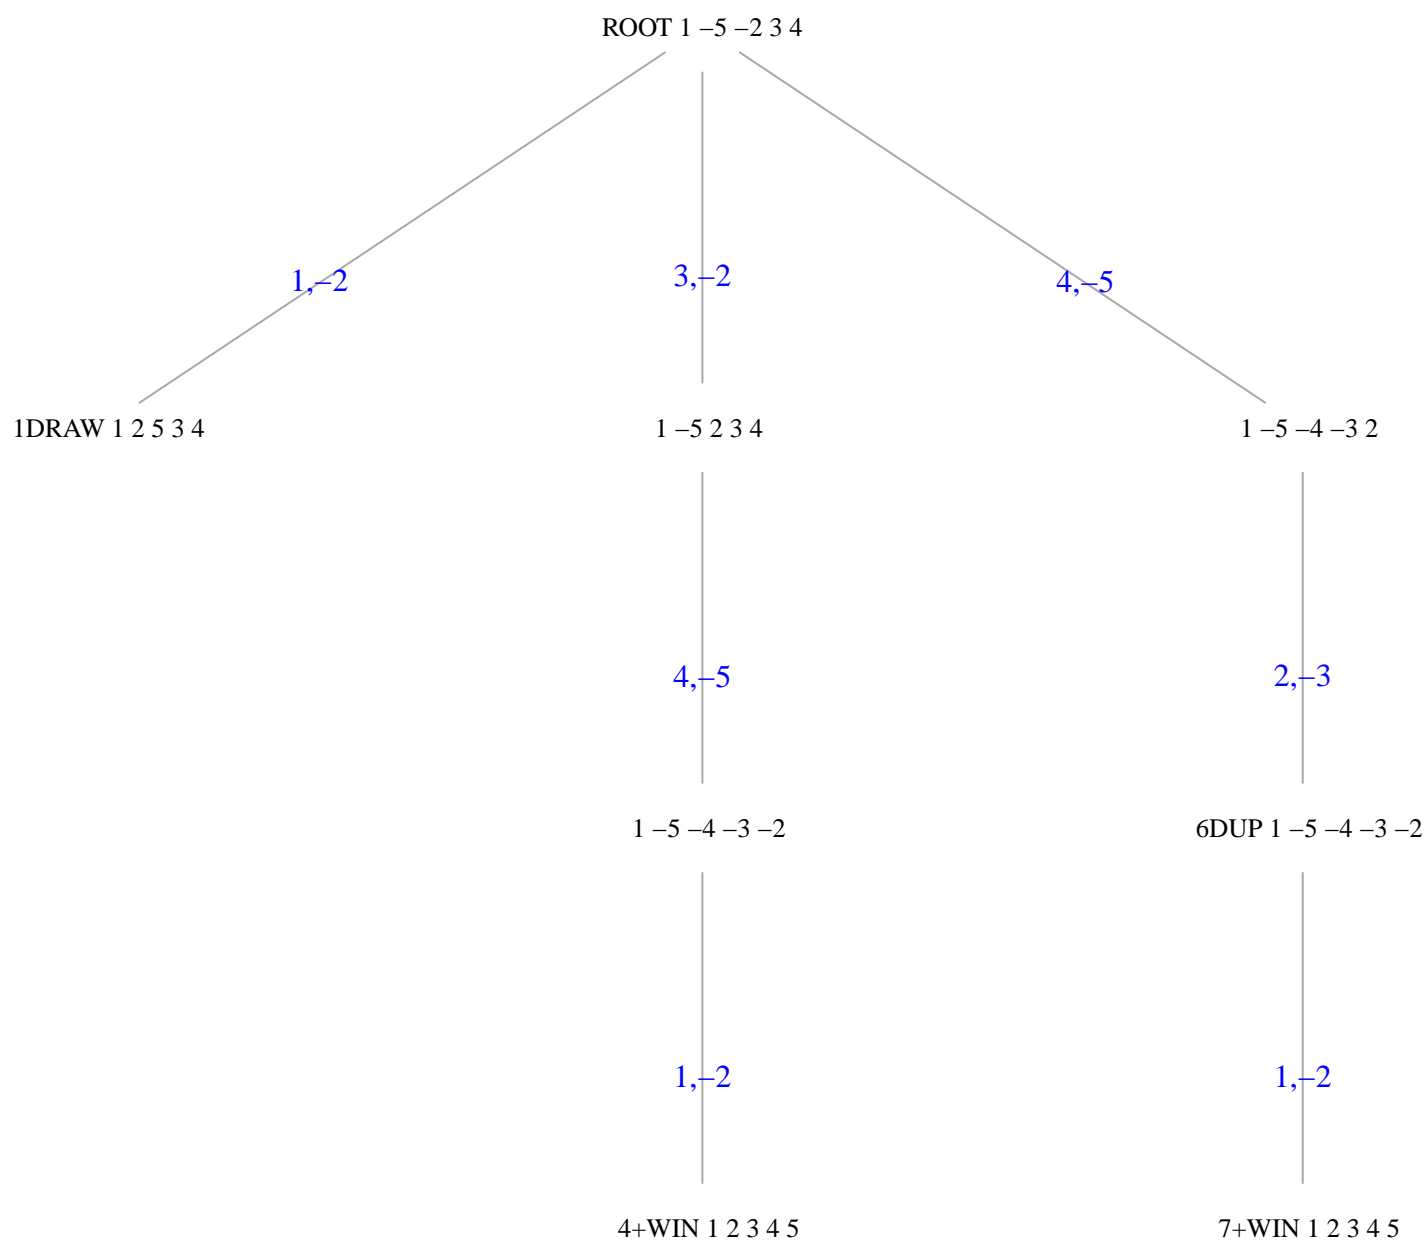 ROOT 1 –5 –2 3 4
1,–2
3,–2
4,–5
1DRAW 1 2 5 3 4
1 –5 2 3 4
1 –5 –4 –3 2
4,–5
2,–3
1 –5 –4 –3 –2
6DUP 1 –5 –4 –3 –2
1,–2
1,–2
4+WIN 1 2 3 4 5
7+WIN 1 2 3 4 5